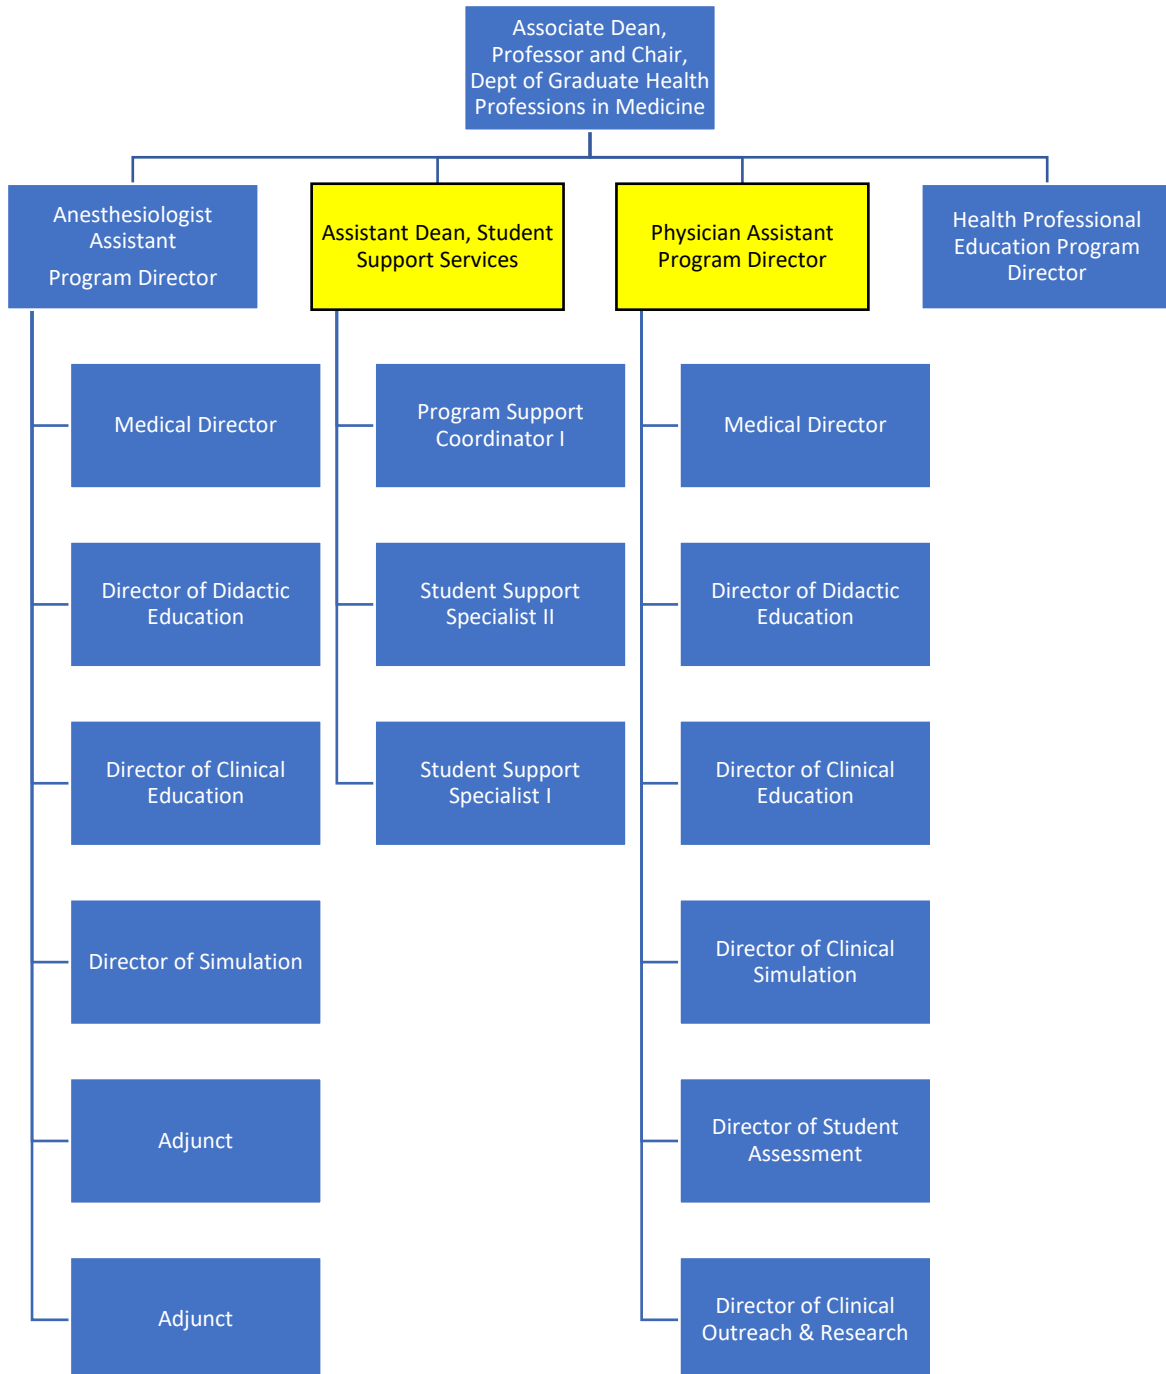 Associate Dean,
Professor and Chair,
Dept of Graduate Health
Professions in Medicine
Anesthesiologist
Assistant
Program Director
Assistant Dean, Student
Support Services
Physician Assistant
Program Director
Health Professional
Education Program
Director
Medical Director
Program Support
Coordinator I
Medical Director
Director of Didactic
Education
Student Support
Specialist II
Director of Didactic
Education
Director of Clinical
Education
Student Support
Specialist I
Director of Clinical
Education
Director of Simulation
Director of Clinical
Simulation
Adjunct
Director of Student
Assessment
Adjunct
Director of Clinical
Outreach & Research